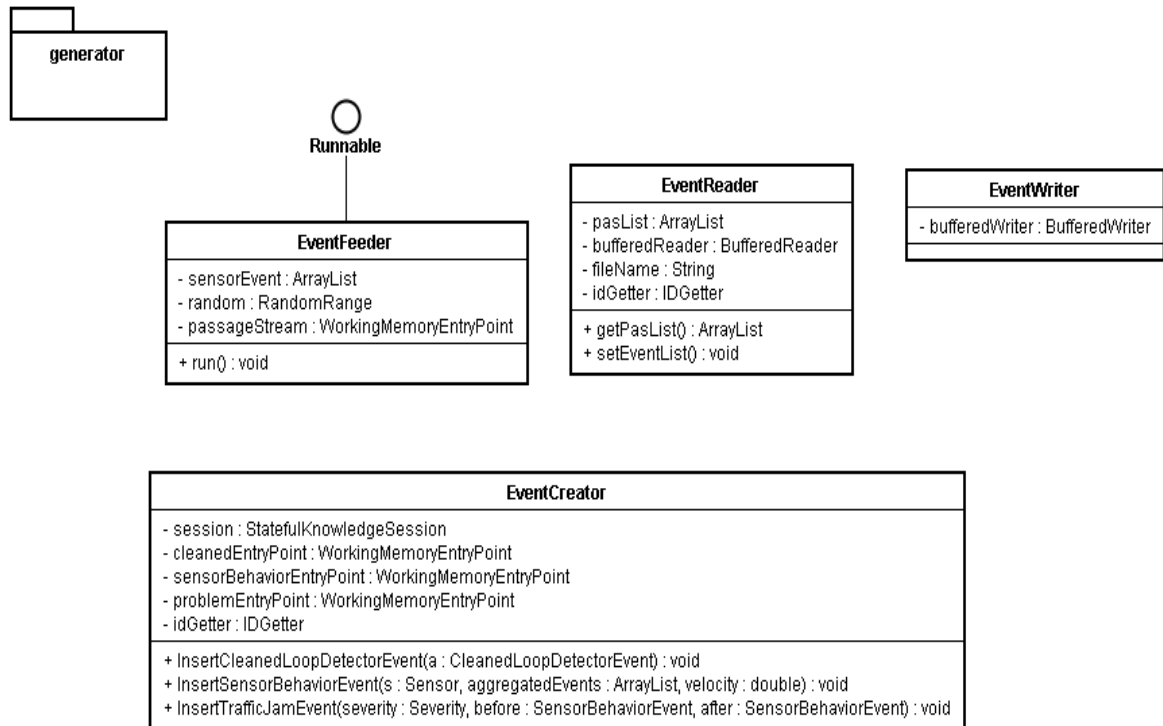 generator
Runnable
EventFeeder
- sensorEvent : ArrayList
- random : RandomRange
- passageStream : WorkingMemoryEntryPoint
+ run() : void
EventReader
- pasList : ArrayList
- bufferedReader : BufferedReader
- fileName : String
- idGetter : IDGetter
+ getPasList() : ArrayList
+ setEventList() : void
EventWriter
- bufferedWriter : BufferedWriter
EventCreator
- session : StatefulKnowledgeSession
- cleanedEntryPoint : WorkingMemoryEntryPoint
- sensorBehaviorEntryPoint : WorkingMemoryEntryPoint
- problemEntryPoint : WorkingMemoryEntryPoint
- idGetter : IDGetter
+ InsertCleanedLoopDetectorEvent(a : CleanedLoopDetectorEvent) : void
+ InsertSensorBehaviorEvent(s : Sensor, aggregatedEvents : ArrayList, velocity : double) : void
+ InsertTrafficJamEvent(severity : Severity, before : SensorBehaviorEvent, after : SensorBehaviorEvent) : void